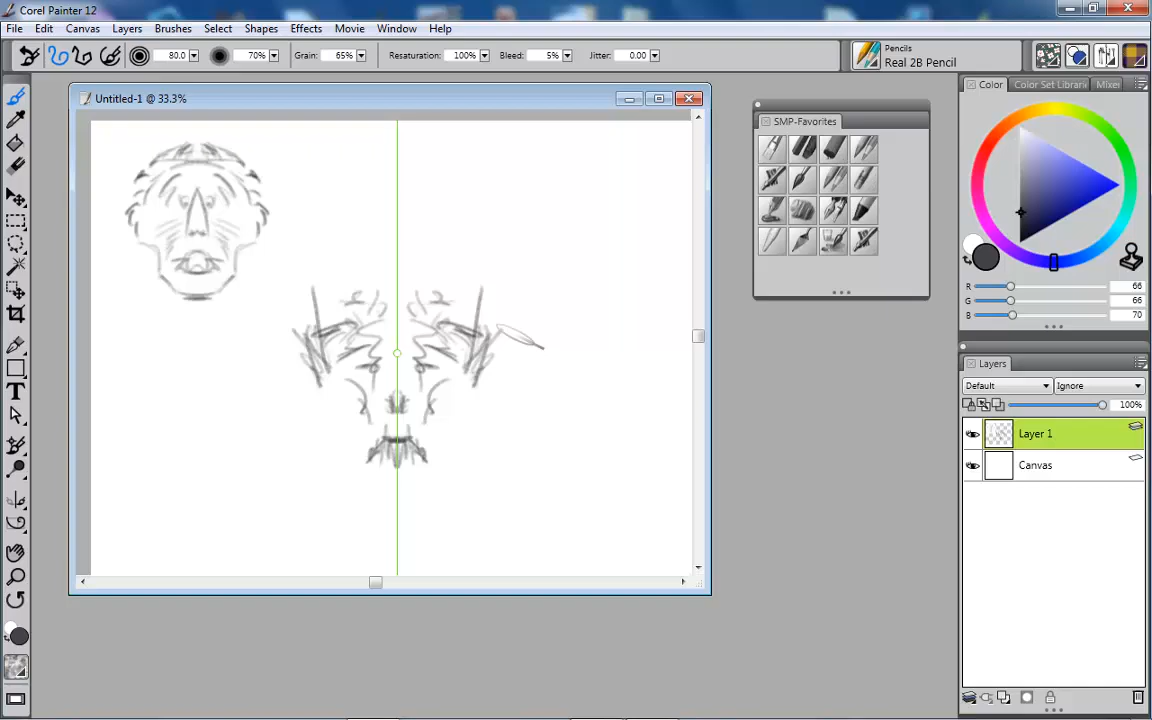 Corel Painter 12
File Edit Canvas Layers Brushes Select Shapes Effects Movie Window Help
80.0 70% Grain: 65% Resaturation: 100% Bleed: 5% Jitter: 0.00
Pencils
Real 2B Pencil
Untitled-1 @ 33.3%
SMP-Favorites
Color Color Set Librari Mixer
R 66
G 66
B 70
Layers
Default Ignore
100%
Layer 1
Canvas
T